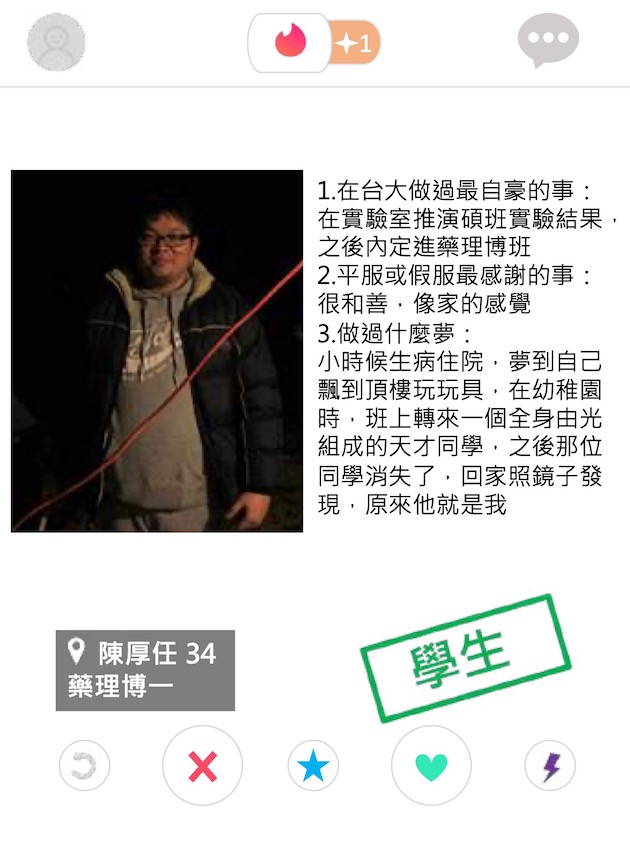 1
1.在台大做過最自豪的事：
在實驗室推演碩班實驗結果，
之後內定進藥理博班
2.平服或假服最感謝的事：
很和善，像家的感覺
3.做過什麼夢：
小時候生病住院，夢到自己
飄到頂樓玩玩具，在幼稚園
時，班上轉來一個全身由光
組成的天才同學，之後那位
同學消失了，回家照鏡子發
現，原來他就是我
陳厚任 34
藥理博一
學生